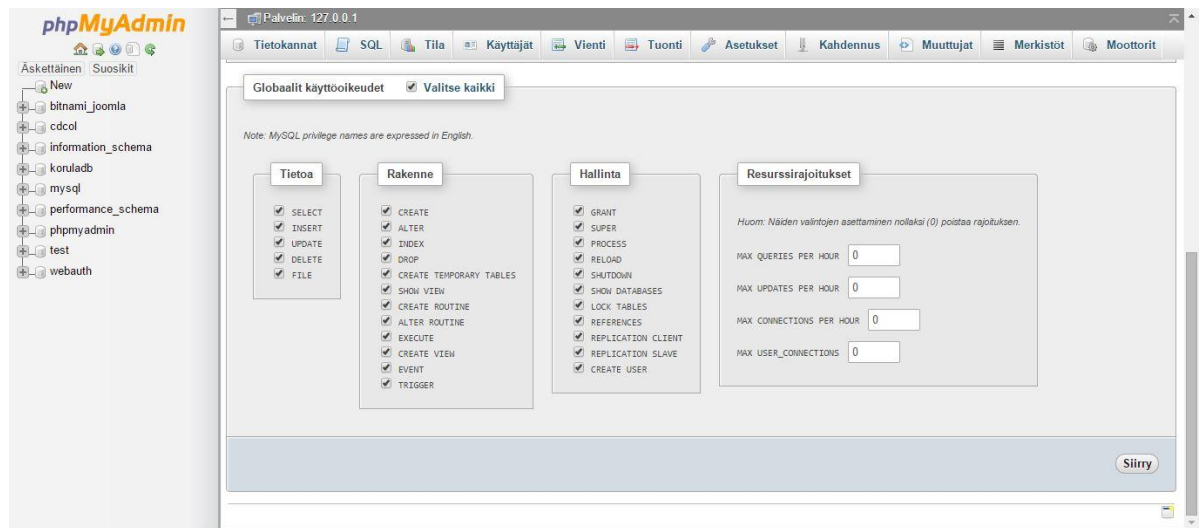 phpMyAdmin
Äskettäinen Suosikit
New
bitnami_joomla
cdcol
information_schema
koruladb
mysql
performance_schema
phpmyadmin
test
webauth
Palvelin: 127.0.0.1
Tietokannat SQL Tila Käyttäjät Vienti Tuonti Asetukset Kahdennus Muuttujat Merkistöt Moottorit
Globaalit käyttöoikeudet Valitse kaikki
Note: MySQL privilege names are expressed in English.
Tietoa
SELECT
INSERT
UPDATE
DELETE
FILE
Rakenne
CREATE
ALTER
INDEX
DROP
CREATE TEMPORARY TABLES
SHOW VIEW
CREATE ROUTINE
ALTER ROUTINE
EXECUTE
CREATE VIEW
EVENT
TRIGGER
Hallinta
GRANT
SUPER
PROCESS
RELOAD
SHUTDOWN
SHOW DATABASES
LOCK TABLES
REFERENCES
REPLICATION CLIENT
REPLICATION SLAVE
CREATE USER
Resurssirajoitukset
Huom: Näiden valintojen asettaminen nollaksi (0) poistaa rajoituksen.
MAX QUERIES PER HOUR 0
MAX UPDATES PER HOUR 0
MAX CONNECTIONS PER HOUR 0
MAX USER_CONNECTIONS 0
Siirry